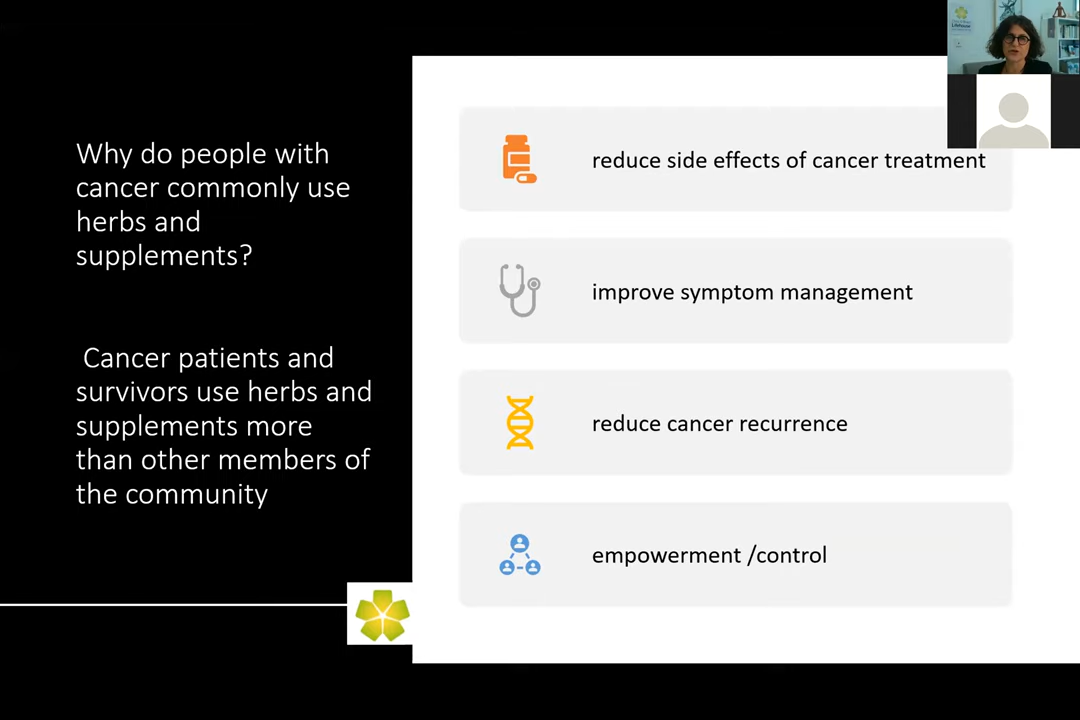 Why do people with
cancer commonly use
herbs and
supplements?
Cancer patients and
survivors use herbs and
supplements more
than other members of
the community
reduce side effects of cancer treatment
improve symptom management
reduce cancer recurrence
empowerment /control